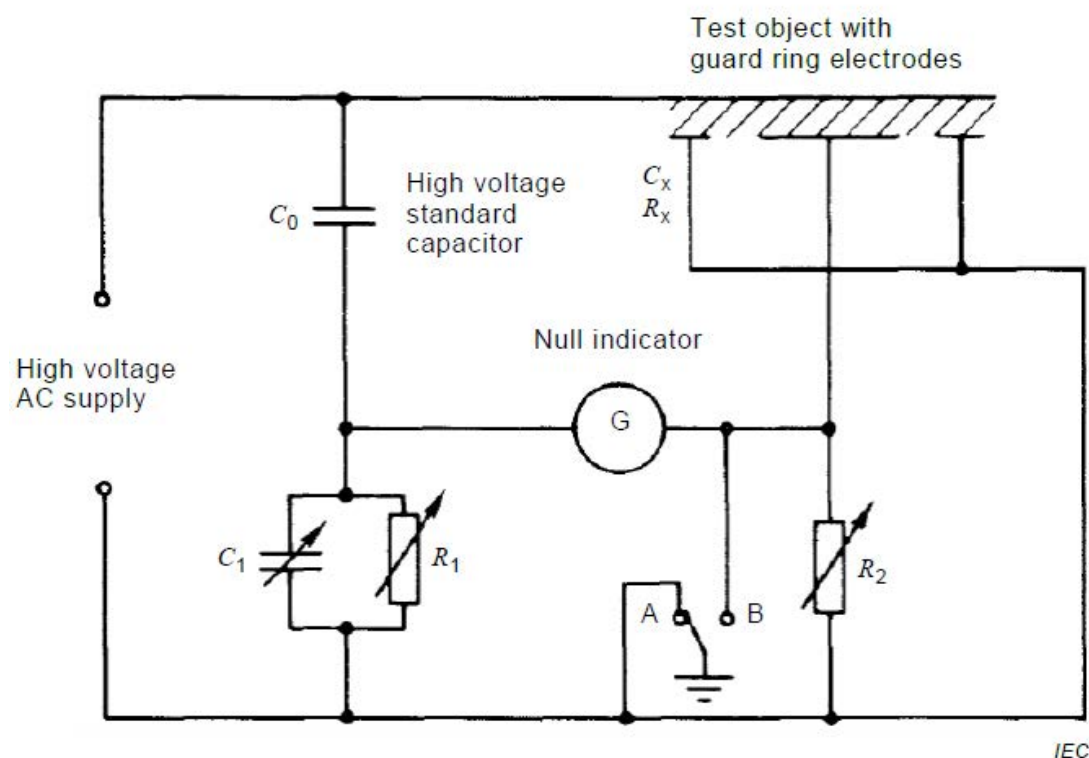 Test object with
guard ring electrodes
High voltage
standard
capacitor
C0
Cx
Rx
Null indicator
High voltage
AC supply
G
C1
R1
A
B
R2
IEC